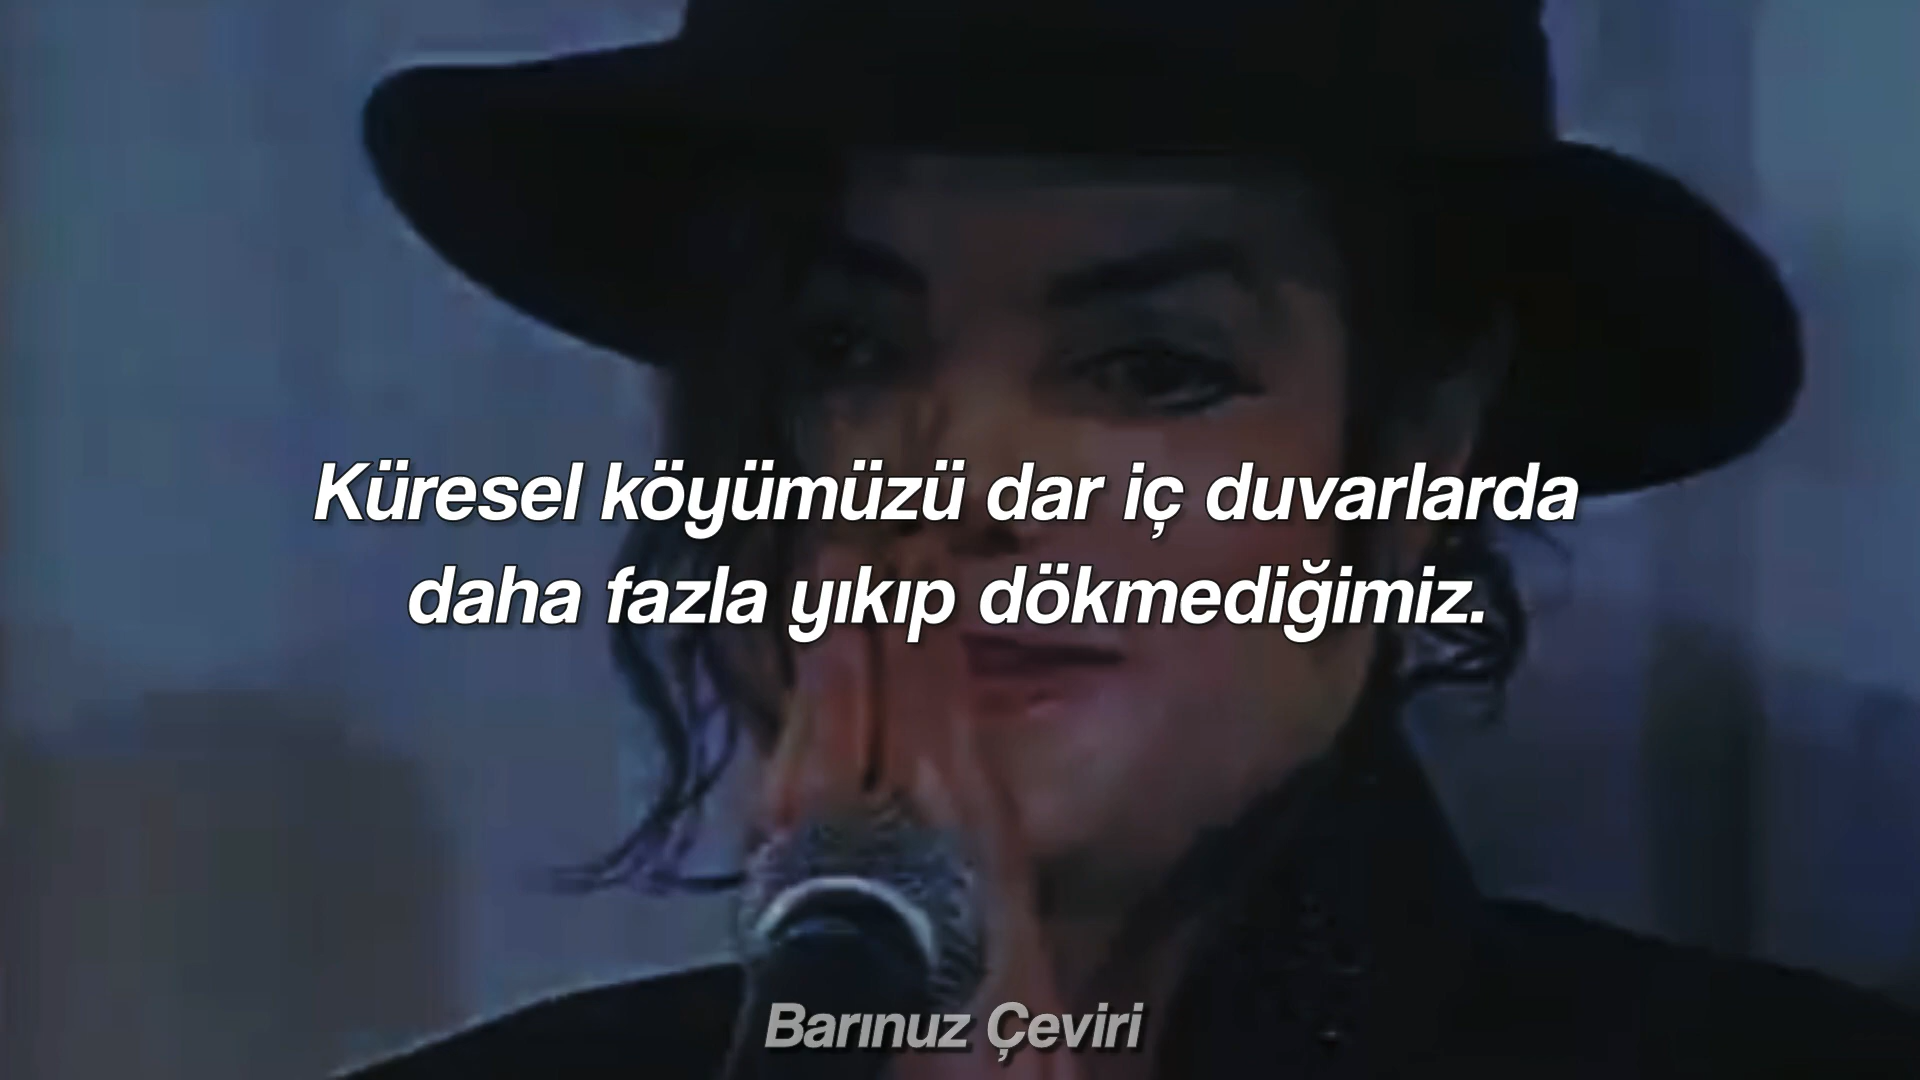 Küresel köyümüzü dar iç duvarlarda
daha fazla yıkıp dökmediğimiz.
Barınuz Çeviri